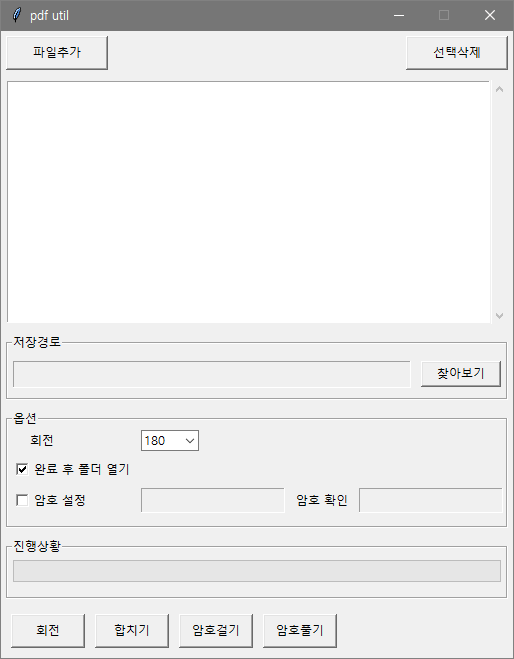 pdf util
파일추가 선택삭제
저장경로
찾아보기
옵션
회전 180
완료 후 폴더 열기
암호 설정 암호 확인
진행상황
회전 합치기 암호걸기 암호풀기